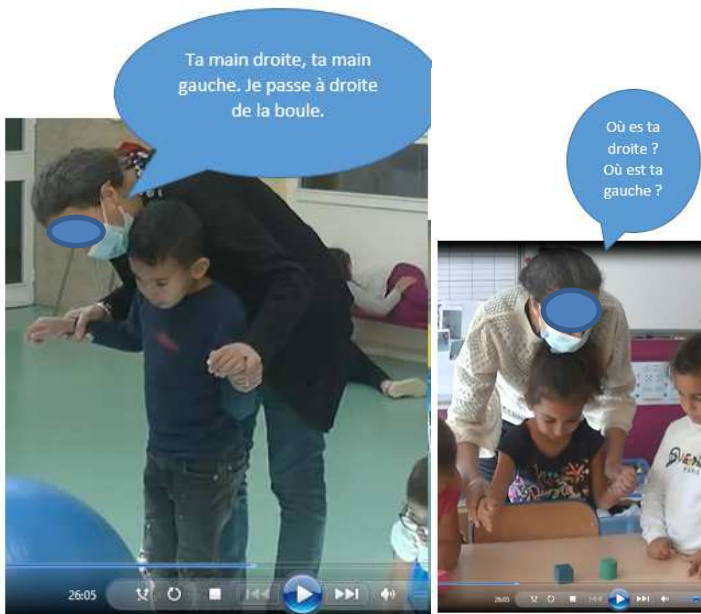 Ta main droite, ta main
gauche. Je passe à droite
de la boule.
Où es ta
droite ?
Où est ta
gauche ?
26:05
26:05
PARIS